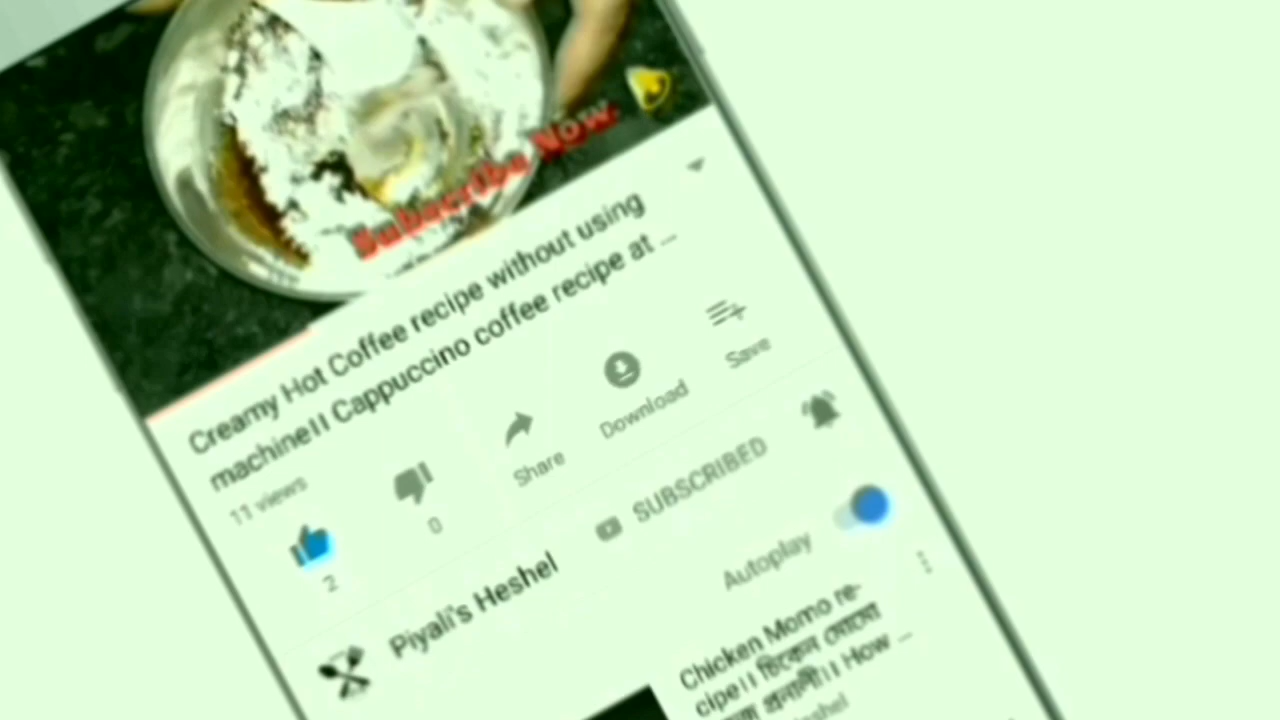 Subscribe Now.
Creamy Hot Coffee recipe without using
machine।। Cappuccino coffee recipe at ...
11 views
2
0
Share
Download
Save
Piyali's Heshel
SUBSCRIBED
Autoplay
Chicken Momo re-
cipe।। চিকেন মোমো
How ...